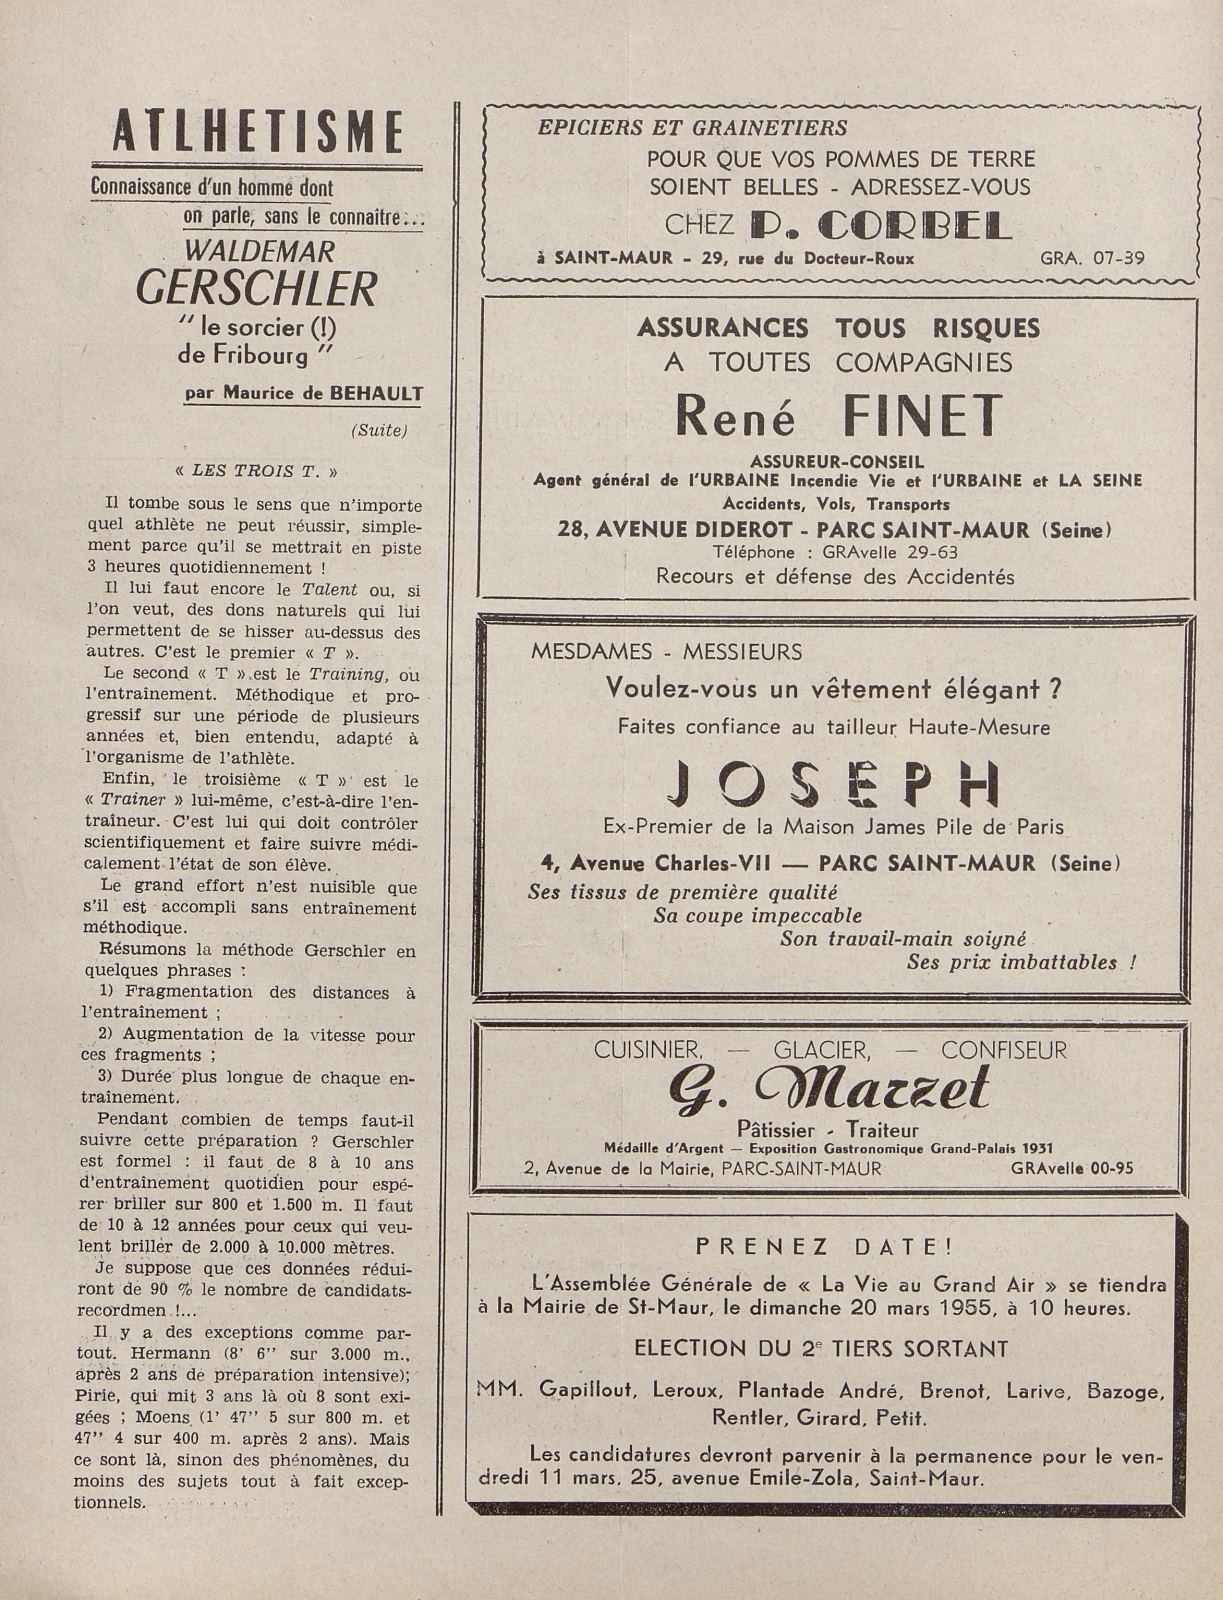 ATLHETISME
Connaissance d'un homme dont
on parle, sans le connaître...
WALDEMAR
GERSCHLER
" le sorcier (!)
de Fribourg "
par Maurice de BEHAULT
(Suite)
« LES TROIS T. »
Il tombe sous le sens que n'importe
quel athlète ne peut réussir, simple-
ment parce qu'il se mettrait en piste
3 heures quotidiennement !
Il lui faut encore le Talent ou, si
l'on veut, des dons naturels qui lui
permettent de se hisser au-dessus des
autres. C'est le premier « T ».
Le second « T » est le Training, ou
l'entraînement. Méthodique et pro-
gressif sur une période de plusieurs
années et, bien entendu, adapté à
l'organisme de l'athlète.
Enfin, le troisième « T » est le
« Trainer » lui-même, c'est-à-dire l'en-
traîneur. C'est lui qui doit contrôler
scientifiquement et faire suivre médi-
calement l'état de son élève.
Le grand effort n'est nuisible que
s'il est accompli sans entraînement
méthodique.
Résumons la méthode Gerschler en
quelques phrases :
1) Fragmentation des distances à
l'entraînement ;
2) Augmentation de la vitesse pour
ces fragments ;
3) Durée plus longue de chaque en-
traînement.
Pendant combien de temps faut-il
suivre cette préparation ? Gerschler
est formel : il faut de 8 à 10 ans
d'entraînement quotidien pour espé-
rer briller sur 800 et 1.500 m. Il faut
de 10 à 12 années pour ceux qui veu-
lent briller de 2.000 à 10.000 mètres.
Je suppose que ces données rédui-
ront de 90 % le nombre de candidats-
recordmen !...
Il y a des exceptions comme par-
tout. Hermann (8' 6'' sur 3.000 m.,
après 2 ans de préparation intensive);
Pirie, qui mit 3 ans là où 8 sont exi-
gées ; Moens (1' 47'' 5 sur 800 m. et
47'' 4 sur 400 m. après 2 ans). Mais
ce sont là, sinon des phénomènes, du
moins des sujets tout à fait excep-
tionnels.
EPICIERS ET GRAINETIERS
POUR QUE VOS POMMES DE TERRE
SOIENT BELLES - ADRESSEZ-VOUS
CHEZ P. CORBEL
à SAINT-MAUR - 29, rue du Docteur-Roux GRA. 07-39
ASSURANCES TOUS RISQUES
A TOUTES COMPAGNIES
René FINET
ASSUREUR-CONSEIL
Agent général de l'URBAINE Incendie Vie et l'URBAINE et LA SEINE
Accidents, Vols, Transports
28, AVENUE DIDEROT - PARC SAINT-MAUR (Seine)
Téléphone : GRAvelle 29-63
Recours et défense des Accidentés
MESDAMES - MESSIEURS
Voulez-vous un vêtement élégant ?
Faites confiance au tailleur Haute-Mesure
JOSEPH
Ex-Premier de la Maison James Pile de Paris
4, Avenue Charles-VII — PARC SAINT-MAUR (Seine)
Ses tissus de première qualité
Sa coupe impeccable
Son travail-main soigné
Ses prix imbattables !
CUISINIER, — GLACIER, — CONFISEUR
G. Marzet
Pâtissier - Traiteur
Médaille d'Argent — Exposition Gastronomique Grand-Palais 1931
2, Avenue de la Mairie, PARC-SAINT-MAUR GRAvelle 00-95
PRENEZ DATE!
L'Assemblée Générale de « La Vie au Grand Air » se tiendra
à la Mairie de St-Maur, le dimanche 20 mars 1955, à 10 heures.
ELECTION DU 2e TIERS SORTANT
MM. Gapillout, Leroux, Plantade André, Brenot, Larive, Bazoge,
Rentler, Girard, Petit.
Les candidatures devront parvenir à la permanence pour le ven-
dredi 11 mars. 25, avenue Emile-Zola, Saint-Maur.